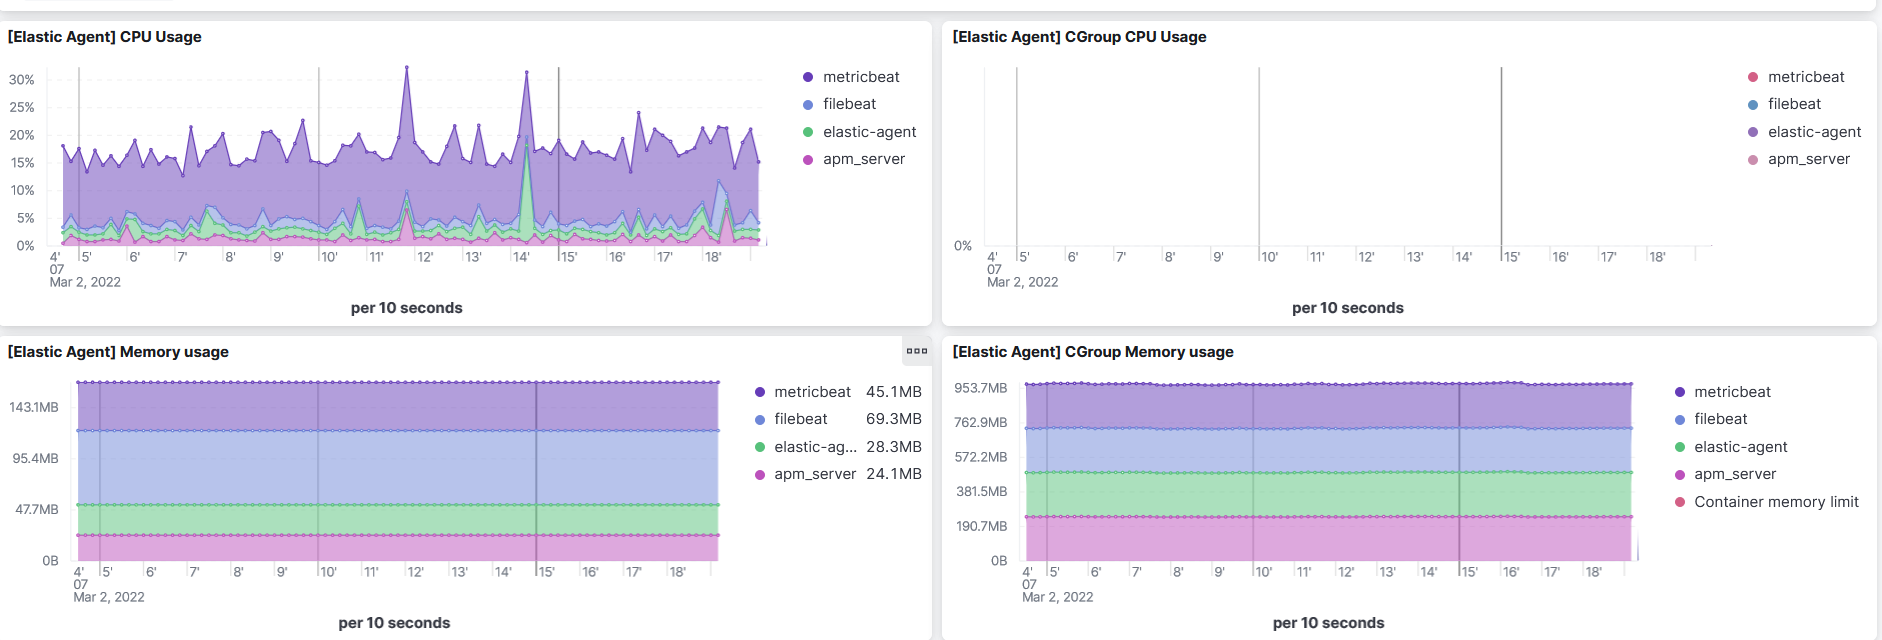 [Elastic Agent] CPU Usage
30%
25%
20%
15%
10%
5%
0%
4' 5' 6' 7' 8' 9' 10' 11' 12' 13' 14' 15' 16' 17' 18'
07
Mar 2, 2022
per 10 seconds
metricbeat
filebeat
elastic-agent
apm_server
[Elastic Agent] CGroup CPU Usage
0%
4' 5' 6' 7' 8' 9' 10' 11' 12' 13' 14' 15' 16' 17' 18'
07
Mar 2, 2022
per 10 seconds
metricbeat
filebeat
elastic-agent
apm_server
[Elastic Agent] Memory usage
143.1MB
95.4MB
47.7MB
0B
4' 5' 6' 7' 8' 9' 10' 11' 12' 13' 14' 15' 16' 17' 18'
07
Mar 2, 2022
per 10 seconds
metricbeat 45.1MB
filebeat 69.3MB
elastic-ag... 28.3MB
apm_server 24.1MB
[Elastic Agent] CGroup Memory usage
953.7MB
762.9MB
572.2MB
381.5MB
190.7MB
0B
4' 5' 6' 7' 8' 9' 10' 11' 12' 13' 14' 15' 16' 17' 18'
07
Mar 2, 2022
per 10 seconds
metricbeat
filebeat
elastic-agent
apm_server
Container memory limit